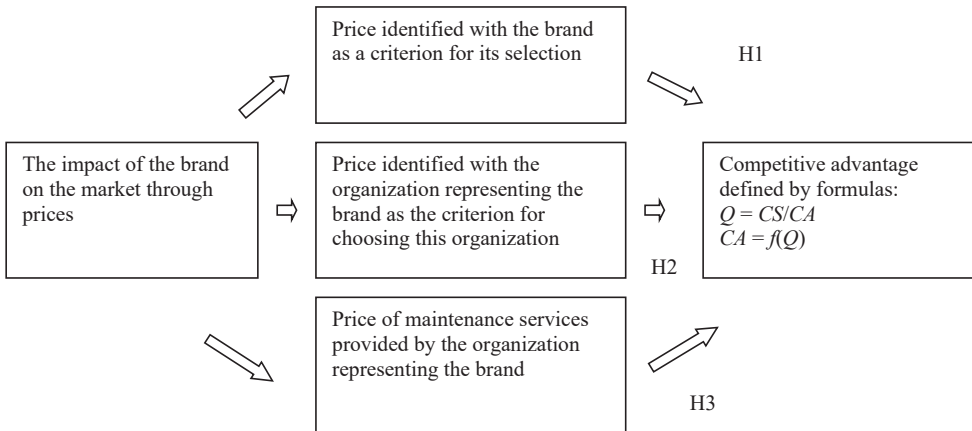 Price identified with the brand
as a criterion for its selection
H1
The impact of the brand
on the market through
prices
Price identified with the
organization representing the
brand as the criterion for
choosing this organization
Competitive advantage
defined by formulas:
Q = CS/CA
CA = f(Q)
H2
Price of maintenance services
provided by the organization
representing the brand
H3